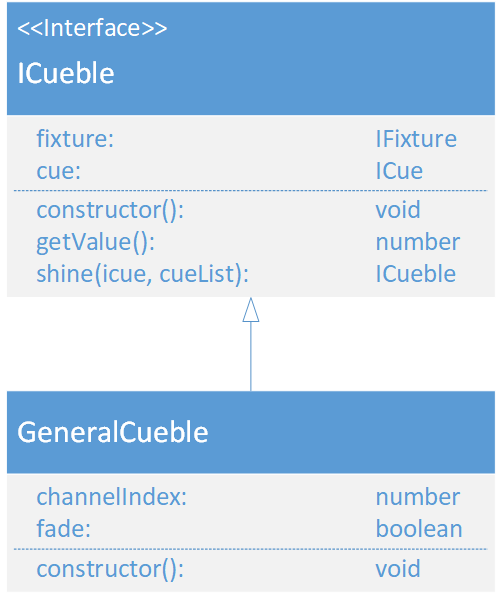 <<Interface>>
ICueble
fixture: IFixture
cue: ICue
constructor(): void
getValue(): number
shine(icue, cueList): ICueble
GeneralCueble
channelIndex: number
fade: boolean
constructor(): void